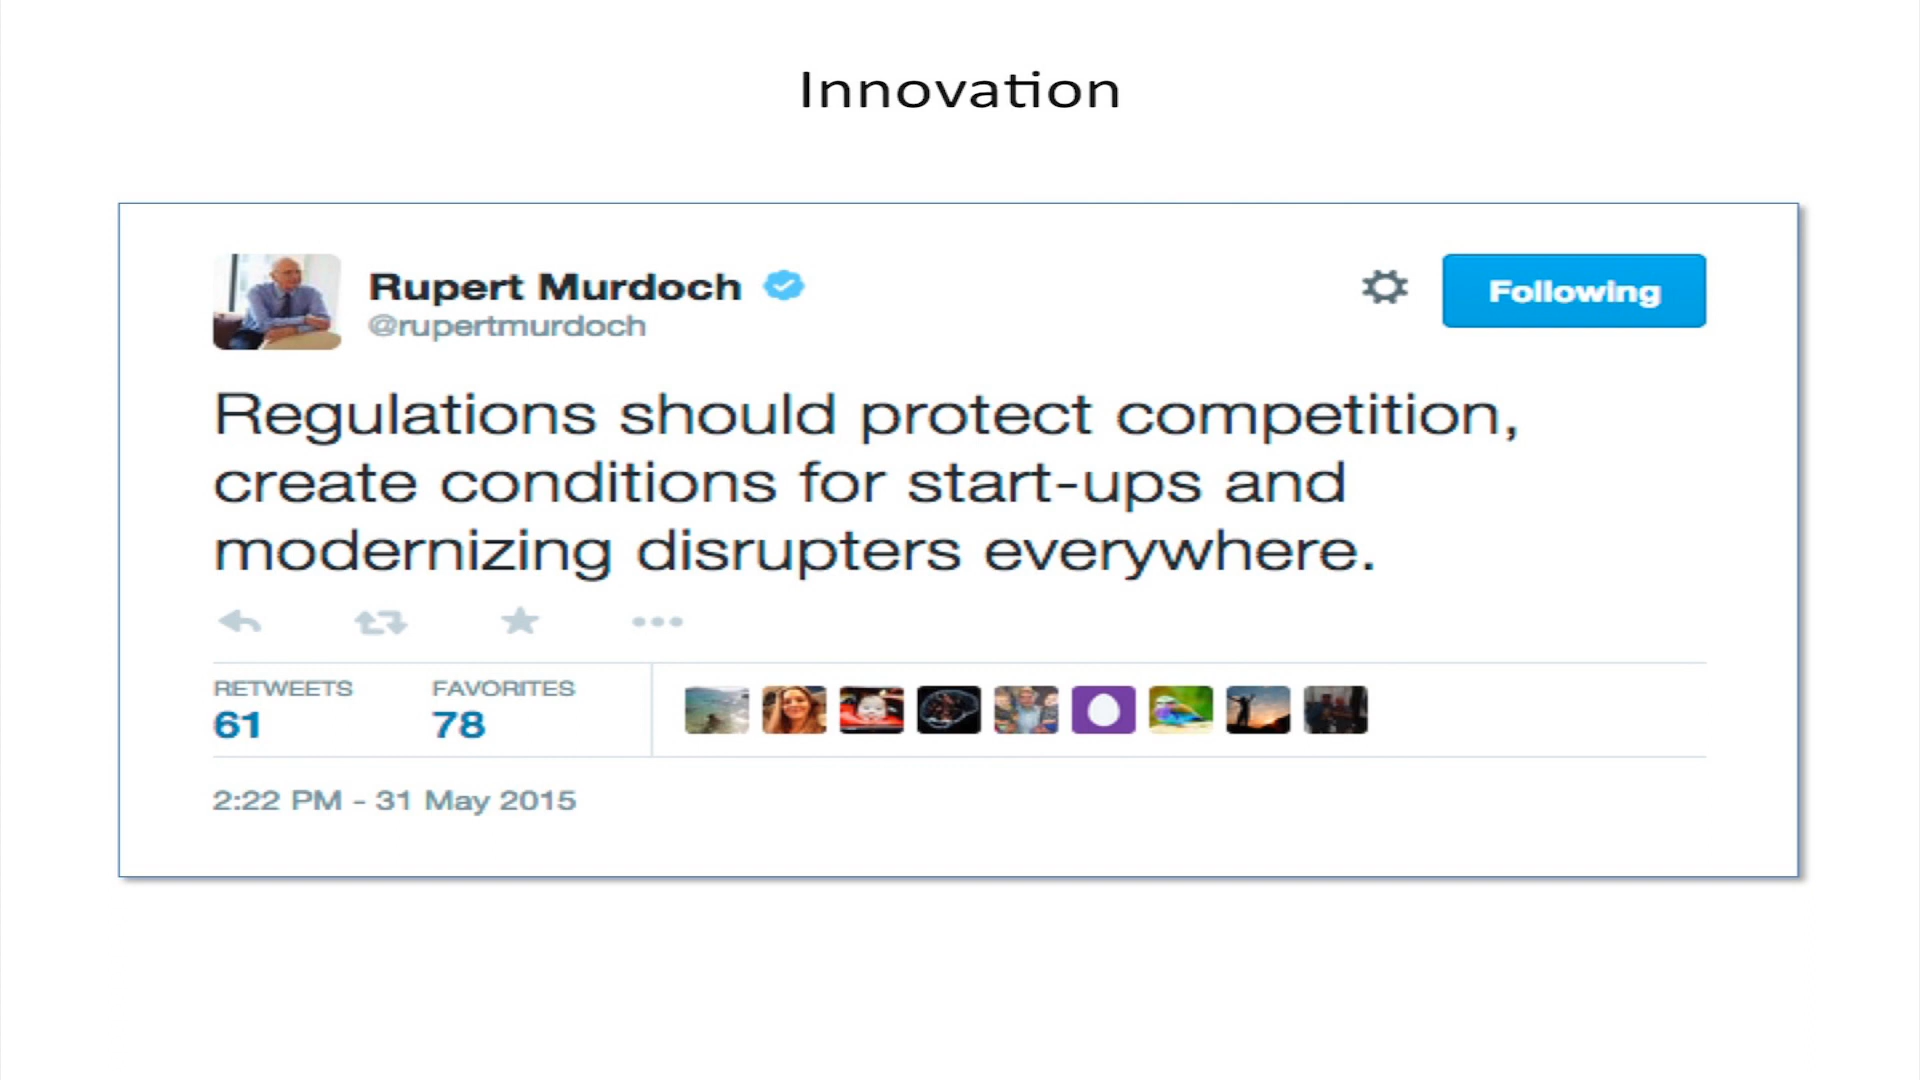 Innovation
Rupert Murdoch
@rupertmurdoch
Following
Regulations should protect competition,
create conditions for start-ups and
modernizing disrupters everywhere.
RETWEETS FAVORITES
61 78
2:22 PM - 31 May 2015